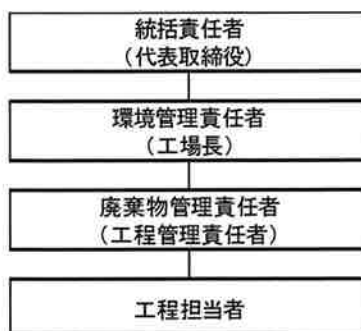 統括責任者
(代表取締役)
環境管理責任者
(工場長)
廃棄物管理責任者
(工程管理責任者)
工程担当者